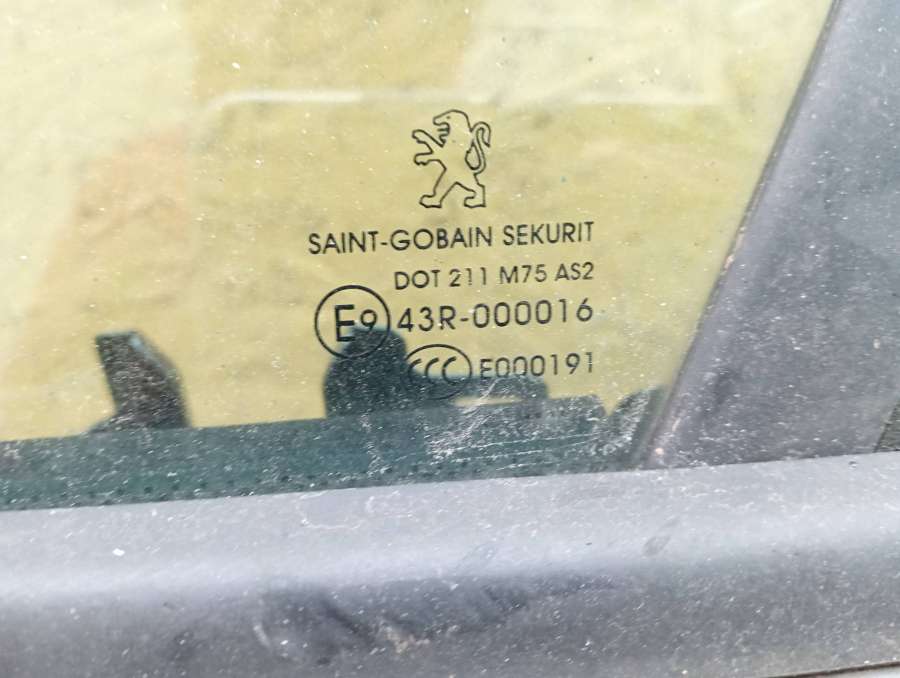 SAINT-GOBAIN SEKURIT
DOT 211 M75 AS2
E9 43R-000016
CCC E000191